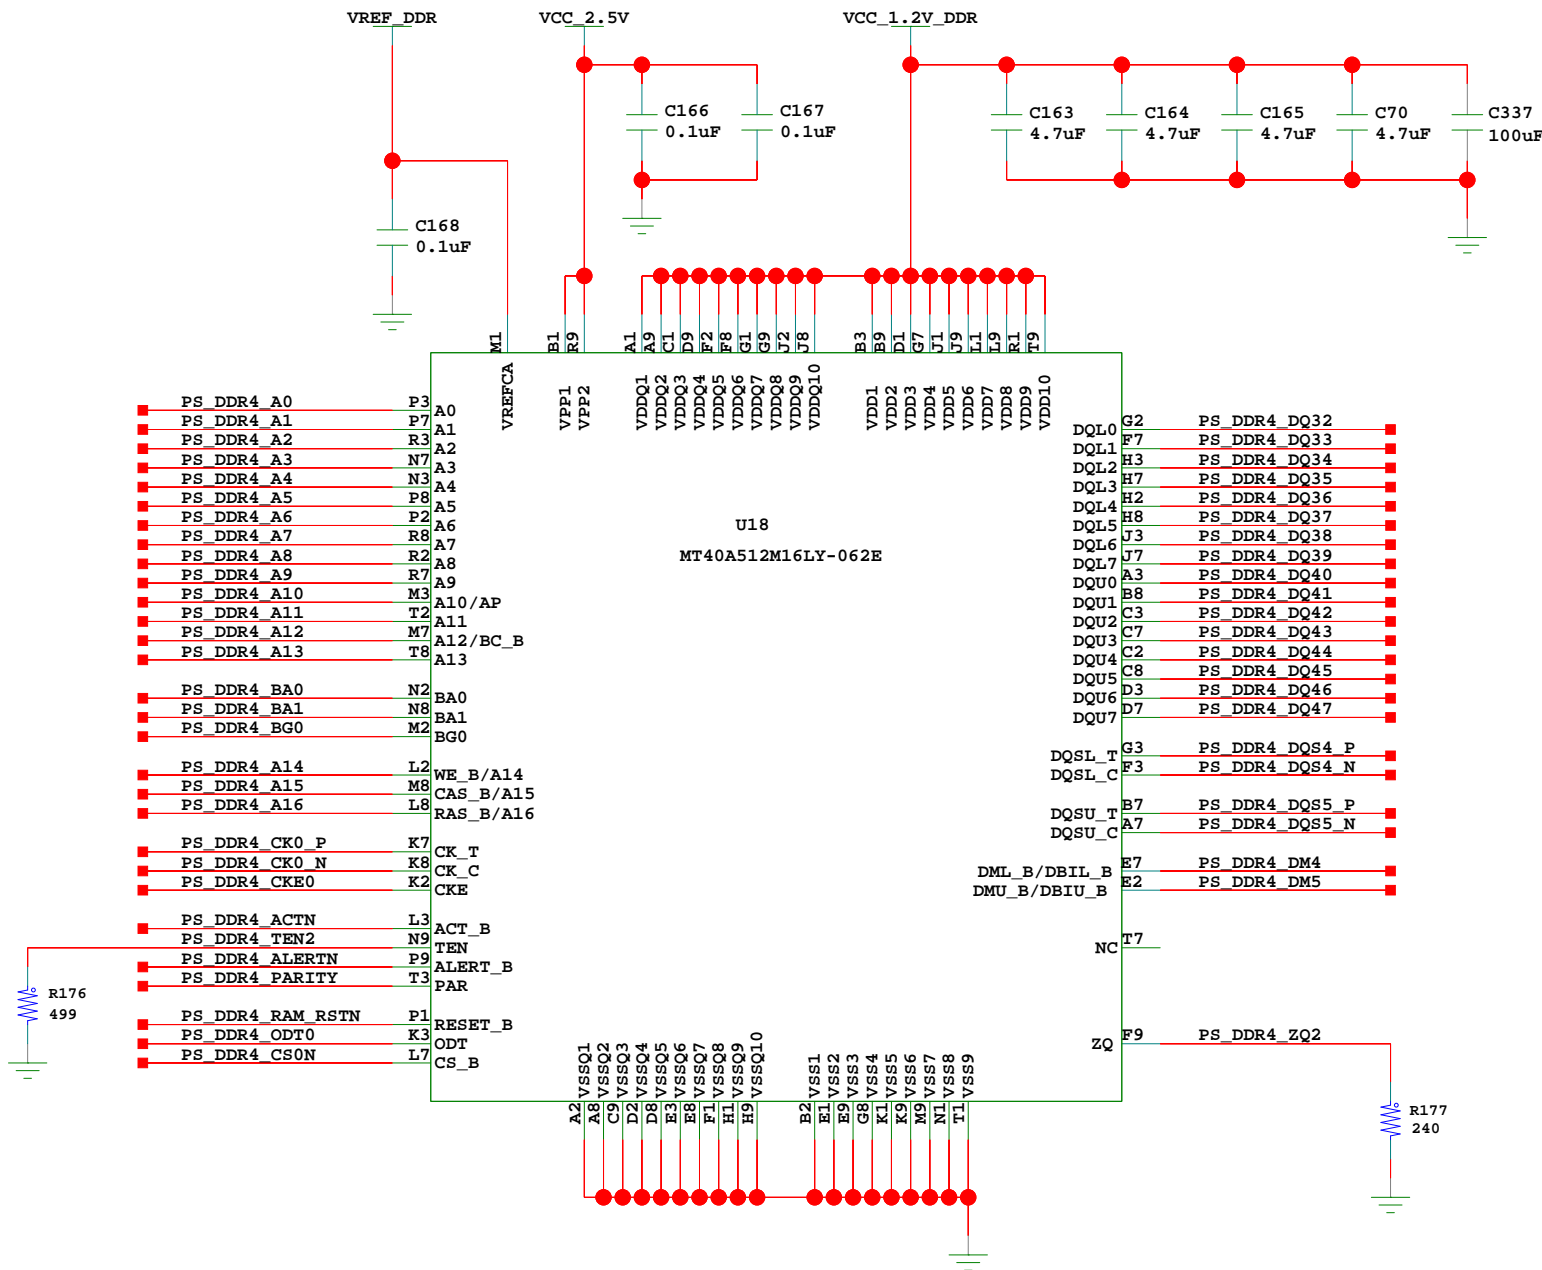 VREF_DDR VCC_2.5V VCC_1.2V_DDR
C166 0.1uF
C167 0.1uF
C163 4.7uF
C164 4.7uF
C165 4.7uF
C70 4.7uF
C337 100uF
C168 0.1uF
M1 B1 R9 A1 A9 C1 D9 F2 F8 G1 G9 J2 J8 B3 B9 D1 G7 J1 J9 L1 L9 R1 T9
VREFCA VPP1 VPP2 VDDQ1 VDDQ2 VDDQ3 VDDQ4 VDDQ5 VDDQ6 VDDQ7 VDDQ8 VDDQ9 VDDQ10 VDD1 VDD2 VDD3 VDD4 VDD5 VDD6 VDD7 VDD8 VDD9 VDD10
U18
MT40A512M16LY-062E
PS_DDR4_A0 P3 A0
PS_DDR4_A1 P7 A1
PS_DDR4_A2 R3 A2
PS_DDR4_A3 N7 A3
PS_DDR4_A4 N3 A4
PS_DDR4_A5 P8 A5
PS_DDR4_A6 P2 A6
PS_DDR4_A7 R8 A7
PS_DDR4_A8 R2 A8
PS_DDR4_A9 R7 A9
PS_DDR4_A10 M3 A10/AP
PS_DDR4_A11 T2 A11
PS_DDR4_A12 M7 A12/BC_B
PS_DDR4_A13 T8 A13
PS_DDR4_BA0 N2 BA0
PS_DDR4_BA1 N8 BA1
PS_DDR4_BG0 M2 BG0
PS_DDR4_A14 L2 WE_B/A14
PS_DDR4_A15 M8 CAS_B/A15
PS_DDR4_A16 L8 RAS_B/A16
PS_DDR4_CK0_P K7 CK_T
PS_DDR4_CK0_N K8 CK_C
PS_DDR4_CKE0 K2 CKE
PS_DDR4_ACTN L3 ACT_B
PS_DDR4_TEN2 N9 TEN
PS_DDR4_ALERTN P9 ALERT_B
PS_DDR4_PARITY T3 PAR
R176
499
PS_DDR4_RAM_RSTN P1 RESET_B
PS_DDR4_ODT0 K3 ODT
PS_DDR4_CS0N L7 CS_B
DQL0 G2 PS_DDR4_DQ32
DQL1 F7 PS_DDR4_DQ33
DQL2 H3 PS_DDR4_DQ34
DQL3 H7 PS_DDR4_DQ35
DQL4 H2 PS_DDR4_DQ36
DQL5 H8 PS_DDR4_DQ37
DQL6 J3 PS_DDR4_DQ38
DQL7 J7 PS_DDR4_DQ39
DQU0 A3 PS_DDR4_DQ40
DQU1 B8 PS_DDR4_DQ41
DQU2 C3 PS_DDR4_DQ42
DQU3 C7 PS_DDR4_DQ43
DQU4 C2 PS_DDR4_DQ44
DQU5 C8 PS_DDR4_DQ45
DQU6 D3 PS_DDR4_DQ46
DQU7 D7 PS_DDR4_DQ47
DQSL_T G3 PS_DDR4_DQS4_P
DQSL_C F3 PS_DDR4_DQS4_N
DQSU_T B7 PS_DDR4_DQS5_P
DQSU_C A7 PS_DDR4_DQS5_N
DML_B/DBIL_B E7 PS_DDR4_DM4
DMU_B/DBIU_B E2 PS_DDR4_DM5
NC T7
ZQ F9 PS_DDR4_ZQ2
R177
240
VSSQ1 VSSQ2 VSSQ3 VSSQ4 VSSQ5 VSSQ6 VSSQ7 VSSQ8 VSSQ9 VSSQ10 VSS1 VSS2 VSS3 VSS4 VSS5 VSS6 VSS7 VSS8 VSS9
A2 A8 C9 D2 D8 E3 E8 F1 H1 H9 B2 E1 E9 G8 K1 K9 M9 N1 T1